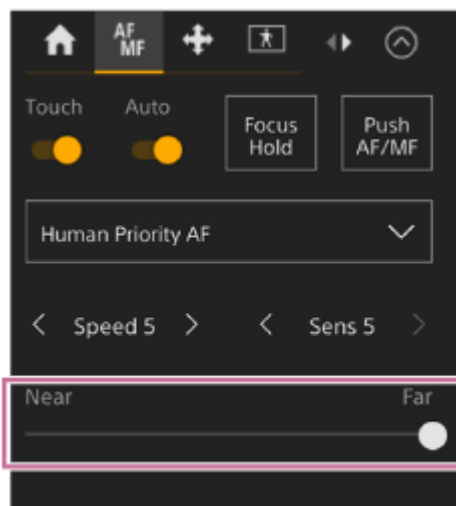 AF
MF
Touch Auto
Focus
Hold
Push
AF/MF
Human Priority AF
Speed 5 Sens 5
Near Far